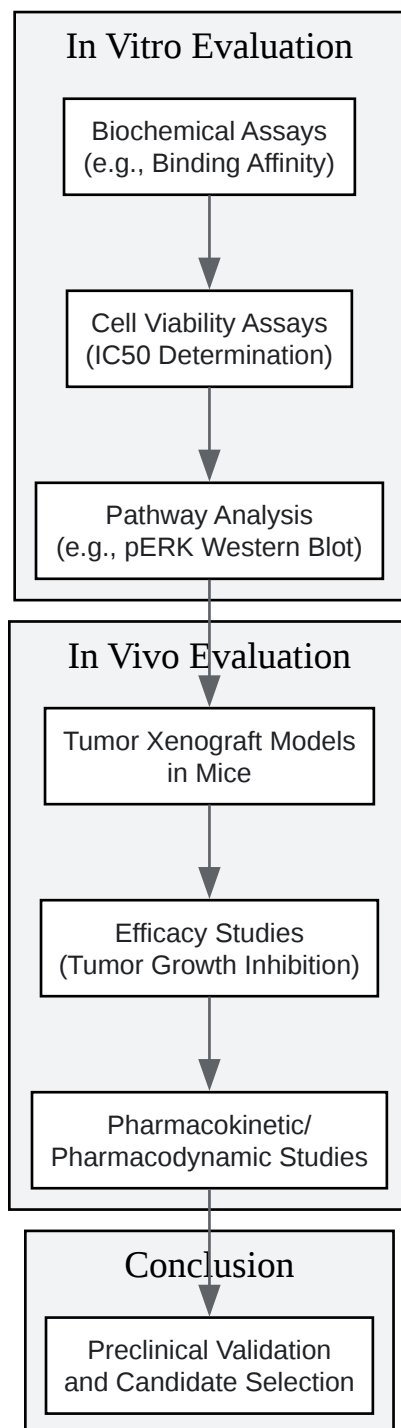 In Vitro Evaluation
Biochemical Assays
(e.g., Binding Affinity)
Cell Viability Assays
(IC50 Determination)
Pathway Analysis
(e.g., pERK Western Blot)
In Vivo Evaluation
Tumor Xenograft Models
in Mice
Efficacy Studies
(Tumor Growth Inhibition)
Pharmacokinetic/
Pharmacodynamic Studies
Conclusion
Preclinical Validation
and Candidate Selection